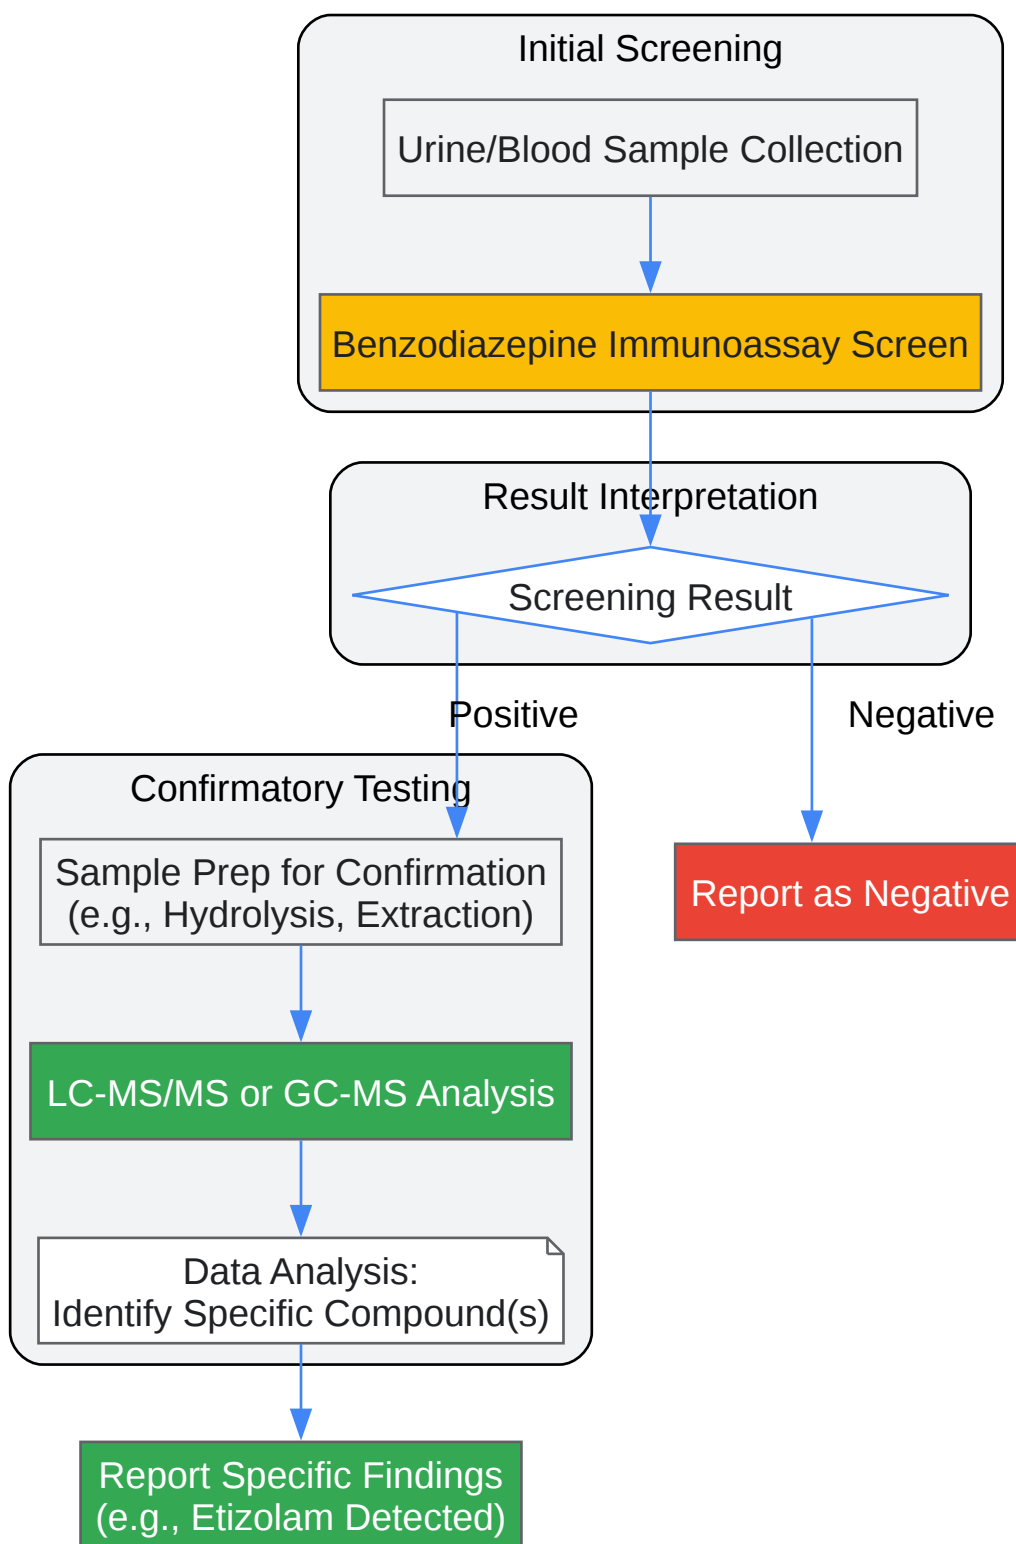 Initial Screening
Urine/Blood Sample Collection
Benzodiazepine Immunoassay Screen
Result Interpretation
Screening Result
Positive
Negative
Confirmatory Testing
Sample Prep for Confirmation
(e.g., Hydrolysis, Extraction)
Report as Negative
LC-MS/MS or GC-MS Analysis
Data Analysis:
Identify Specific Compound(s)
Report Specific Findings
(e.g., Etizolam Detected)